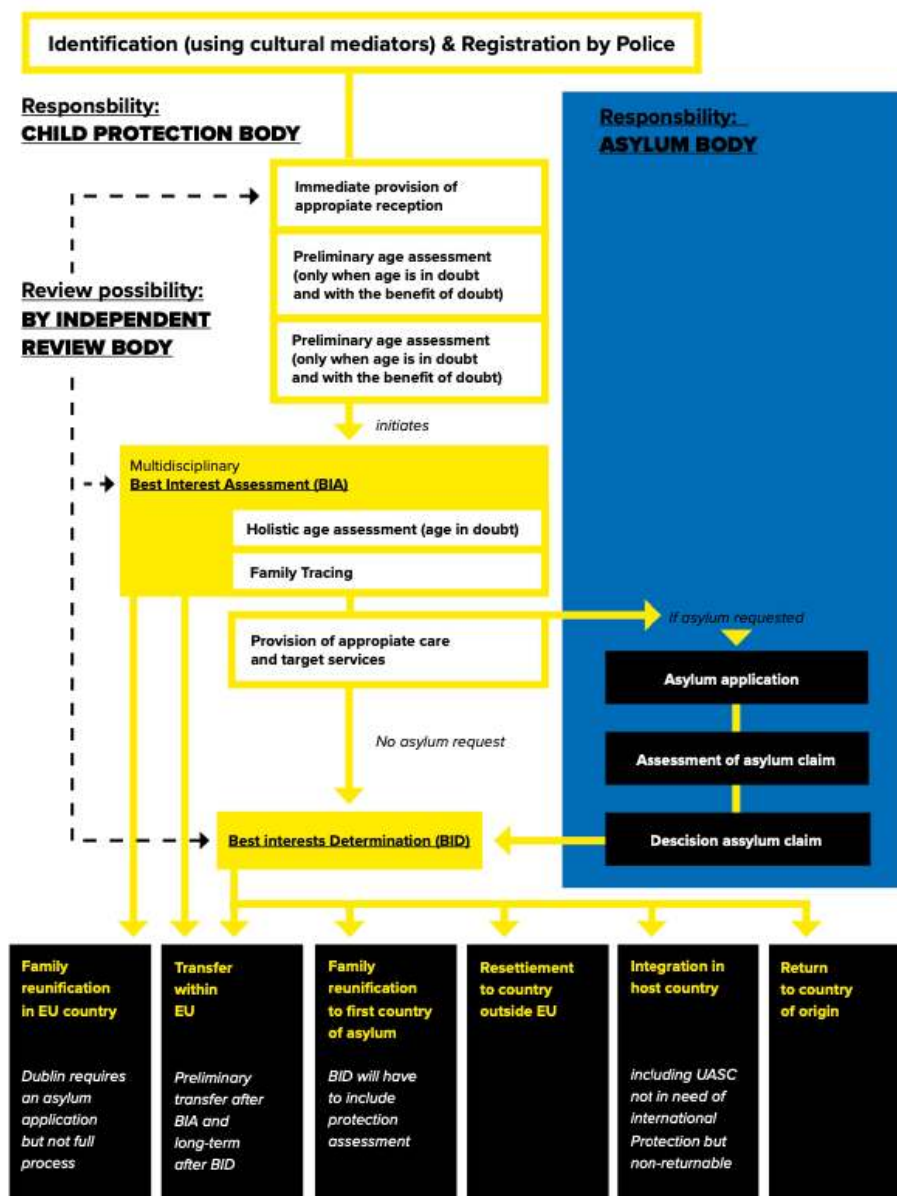 Identification (using cultural mediators) & Registration by Police
Responsbility:
CHILD PROTECTION BODY
Responsbility:
ASYLUM BODY
Immediate provision of
appropiate reception
Preliminary age assessment
(only when age is in doubt
and with the benefit of doubt)
Review possibility:
BY INDEPENDENT
REVIEW BODY
Preliminary age assessment
(only when age is in doubt
and with the benefit of doubt)
initiates
Multidisciplinary
Best Interest Assessment (BIA)
Holistic age assessment (age in doubt)
Family Tracing
If asylum requested
Provision of appropiate care
and target services
Asylum application
No asylum request
Assessment of asylum claim
Best interests Determination (BID)
Descision assylum claim
Family
reunification
in EU country
Dublin requires
an asylum
application
but not full
process
Transfer
within
EU
Preliminary
transfer after
BIA and
long-term
after BID
Family
reunification
to first country
of asylum
BID will have
to include
protection
assessment
Resettlement
to country
outside EU
Integration in
host country
including UASC
not in need of
international
Protection but
non-returnable
Return
to country
of origin